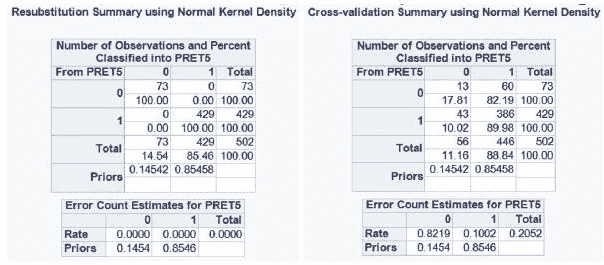 Resubstitution Summary using Normal Kernel Density
Number of Observations and Percent
Classified into PRET5
From PRET5 0 1 Total
0 73 0 73
100.00 0.00 100.00
1 0 429 429
0.00 100.00 100.00
Total 73 429 502
14.54 85.46 100.00
Priors 0.14542 0.85458
Error Count Estimates for PRET5
0 1 Total
Rate 0.0000 0.0000 0.0000
Priors 0.1454 0.8546
Cross-validation Summary using Normal Kernel Density
Number of Observations and Percent
Classified into PRET5
From PRET5 0 1 Total
0 13 60 73
17.81 82.19 100.00
1 43 386 429
10.02 89.98 100.00
Total 56 446 502
11.16 88.84 100.00
Priors 0.14542 0.85458
Error Count Estimates for PRET5
0 1 Total
Rate 0.8219 0.1002 0.2052
Priors 0.1454 0.8546